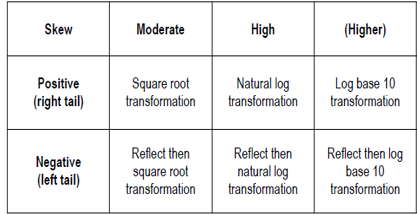 Skew
Moderate
High
(Higher)
Positive
(right tail)
Square root
transformation
Natural log
transformation
Log base 10
transformation
Negative
(left tail)
Reflect then
square root
transformation
Reflect then
natural log
transformation
Reflect then log
base 10
transformation